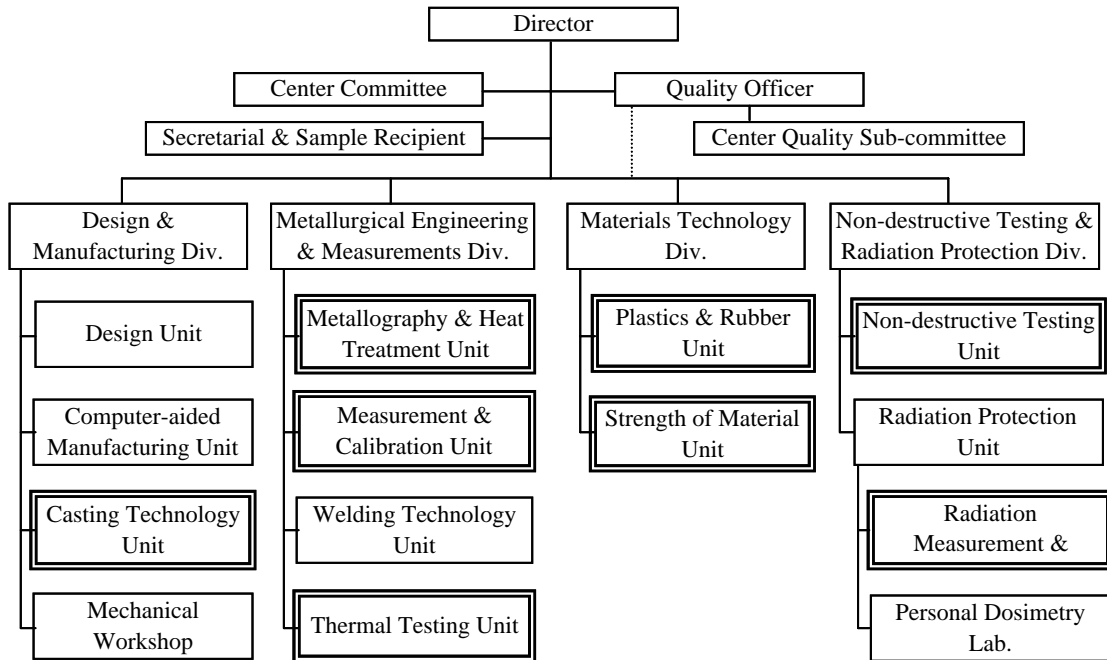 Director
Center Committee
Quality Officer
Secretarial & Sample Recipient
Center Quality Sub-committee
Design &
Manufacturing Div.
Metallurgical Engineering
& Measurements Div.
Materials Technology
Div.
Non-destructive Testing &
Radiation Protection Div.
Design Unit
Computer-aided
Manufacturing Unit
Casting Technology
Unit
Mechanical
Workshop
Metallography & Heat
Treatment Unit
Measurement &
Calibration Unit
Welding Technology
Unit
Thermal Testing Unit
Plastics & Rubber
Unit
Strength of Material
Unit
Non-destructive Testing
Unit
Radiation Protection
Unit
Radiation
Measurement &
Personal Dosimetry
Lab.